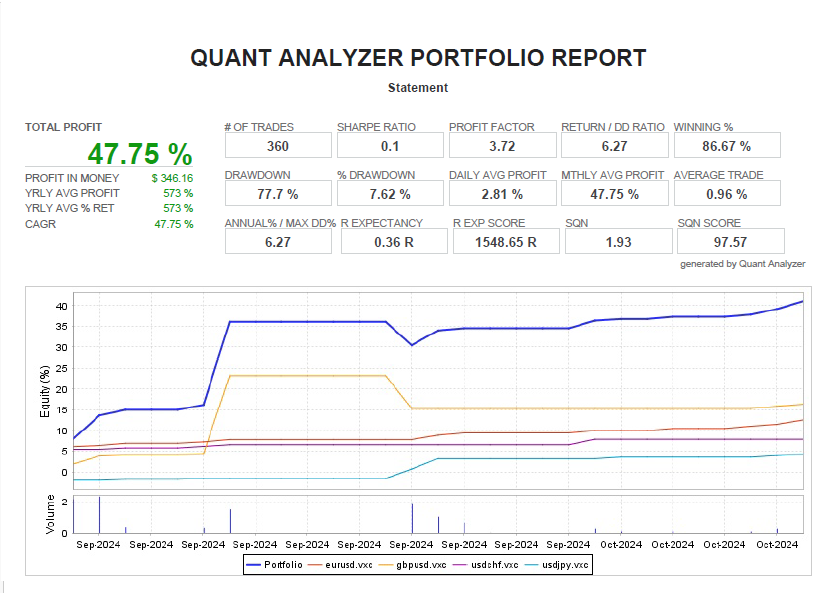 QUANT ANALYZER PORTFOLIO REPORT
Statement
TOTAL PROFIT
47.75 %
PROFIT IN MONEY $ 346.16
YRLY AVG PROFIT 573 %
YRLY AVG % RET 573 %
CAGR 47.75 %
# OF TRADES SHARPE RATIO PROFIT FACTOR RETURN / DD RATIO WINNING %
360 0.1 3.72 6.27 86.67 %
DRAWDOWN % DRAWDOWN DAILY AVG PROFIT MTHLY AVG PROFIT AVERAGE TRADE
77.7 % 7.62 % 2.81 % 47.75 % 0.96 %
ANNUAL% / MAX DD% R EXPECTANCY R EXP SCORE SQN SQN SCORE
6.27 0.36 R 1548.65 R 1.93 97.57
generated by Quant Analyzer
Equity (%)
40
35
30
25
20
15
10
5
0
Volume
2
0
Sep-2024 Sep-2024 Sep-2024 Sep-2024 Sep-2024 Sep-2024 Sep-2024 Sep-2024 Sep-2024 Sep-2024 Oct-2024 Oct-2024 Oct-2024 Oct-2024
Portfolio eurusd.vxc gbpusd.vxc usdchf.vxc usdjpy.vxc